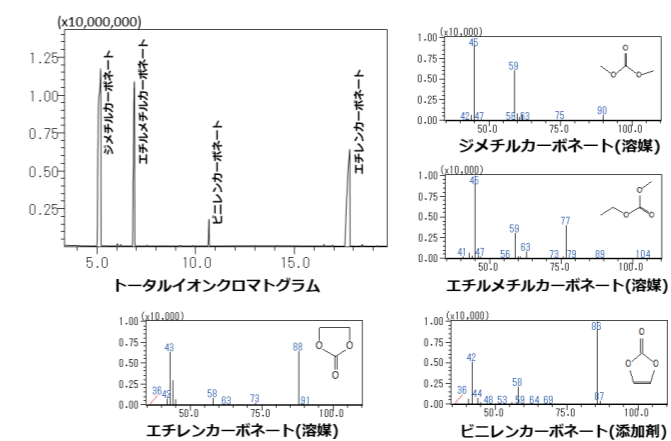 (x10,000,000)
1.25
1.00
0.75
0.50
0.25
5.0 10.0 15.0
ジメチルカーボネート
エチルメチルカーボネート
ビニレンカーボネート
エチレンカーボネート
トータルイオンクロマトグラム
(x10,000)
1.00
0.75
0.50
0.25
0.00
45
59
42 47 58 63 75 90
50.0 75.0 100.0
O
O O
ジメチルカーボネート(溶媒)
(x10,000)
1.00
0.75
0.50
0.25
0.00
45
77
59
63
41 47 56 73 79 89 104
50.0 75.0 100.0
O
O O
エチルメチルカーボネート(溶媒)
(x10,000)
1.00
0.75
0.50
0.25
0.00
43
88
36 42 58 63 73 91
50.0 75.0 100.0
O O
O
エチレンカーボネート(溶媒)
(x10,000)
1.00
0.75
0.50
0.25
0.00
86
42
58
36 44 48 53 59 64 69 87
50.0 75.0 100.0
O
O O
ビニレンカーボネート(添加剤)